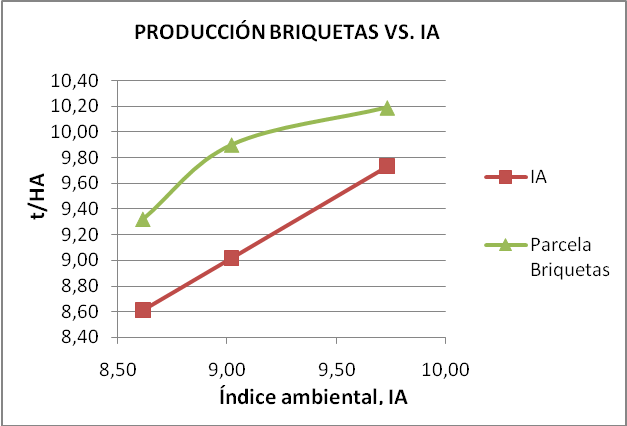 PRODUCCIÓN BRIQUETAS VS. IA
10,40
10,20
10,00
9,80
9,60
9,40
9,20
9,00
8,80
8,60
8,40
t/HA
8,50 9,00 9,50 10,00
Índice ambiental, IA
IA
Parcela
Briquetas